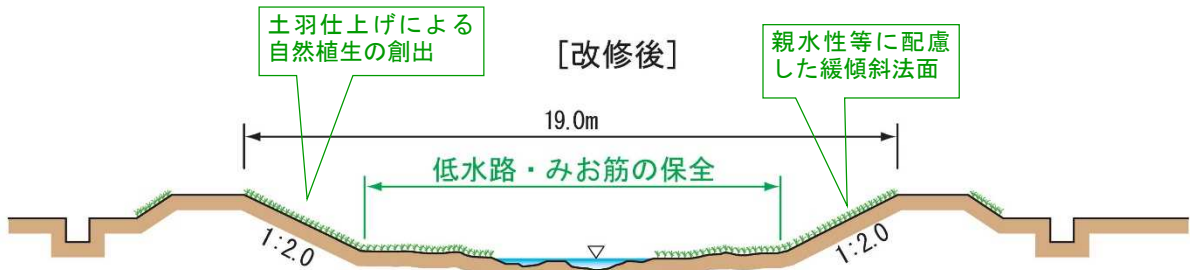 土羽仕上げによる
自然植生の創出
[改修後]
親水性等に配慮
した緩傾斜法面
19.0m
低水路・みお筋の保全
1:2.0
1:2.0